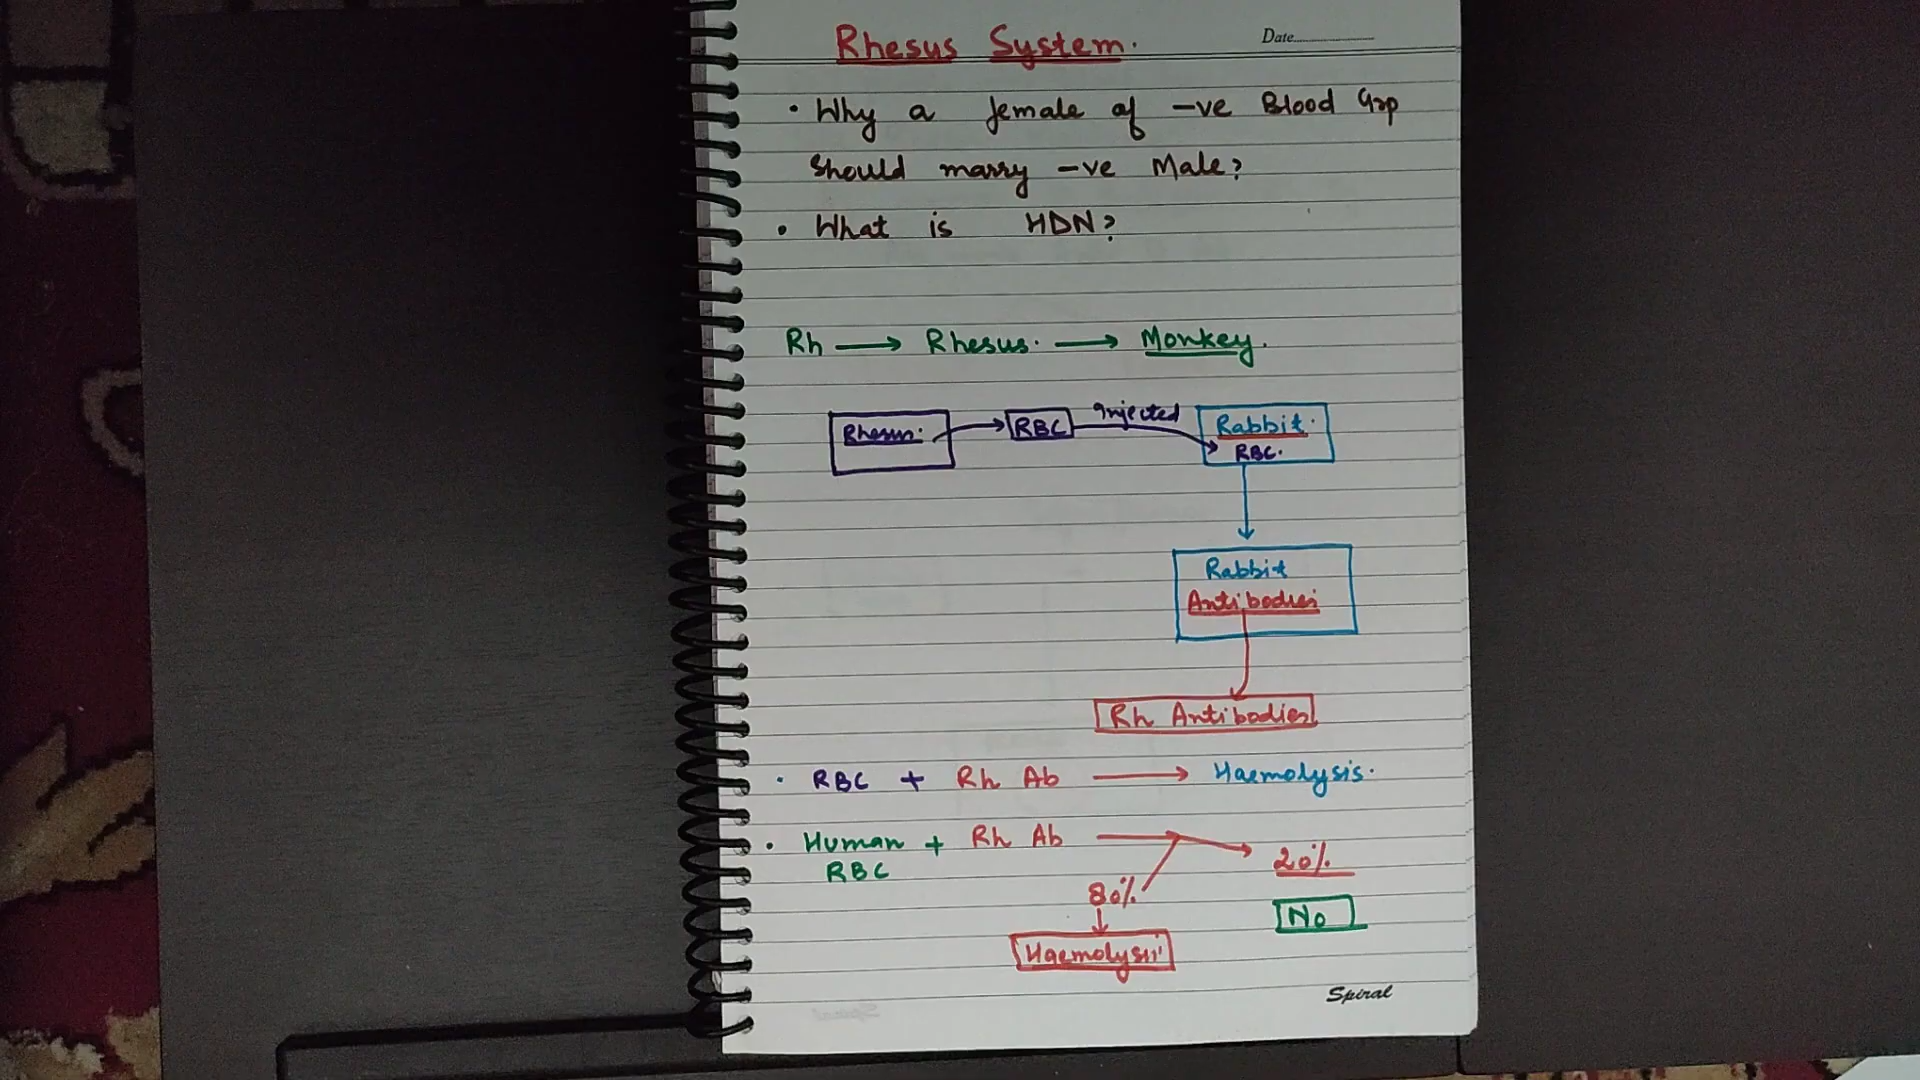 Rhesus System.
Date
• Why a female of -ve Blood Grp
Should marry -ve Male?
• What is HDN?
Rh → Rhesus. → Monkey.
Rhesus. → RBC Injected → Rabbit.
RBC.
Rabbit
Antibodies
Rh Antibodies
• RBC + Rh Ab → Haemolysis.
• Human + Rh Ab → 20%
RBC
80%
No
Haemolysis
Spiral